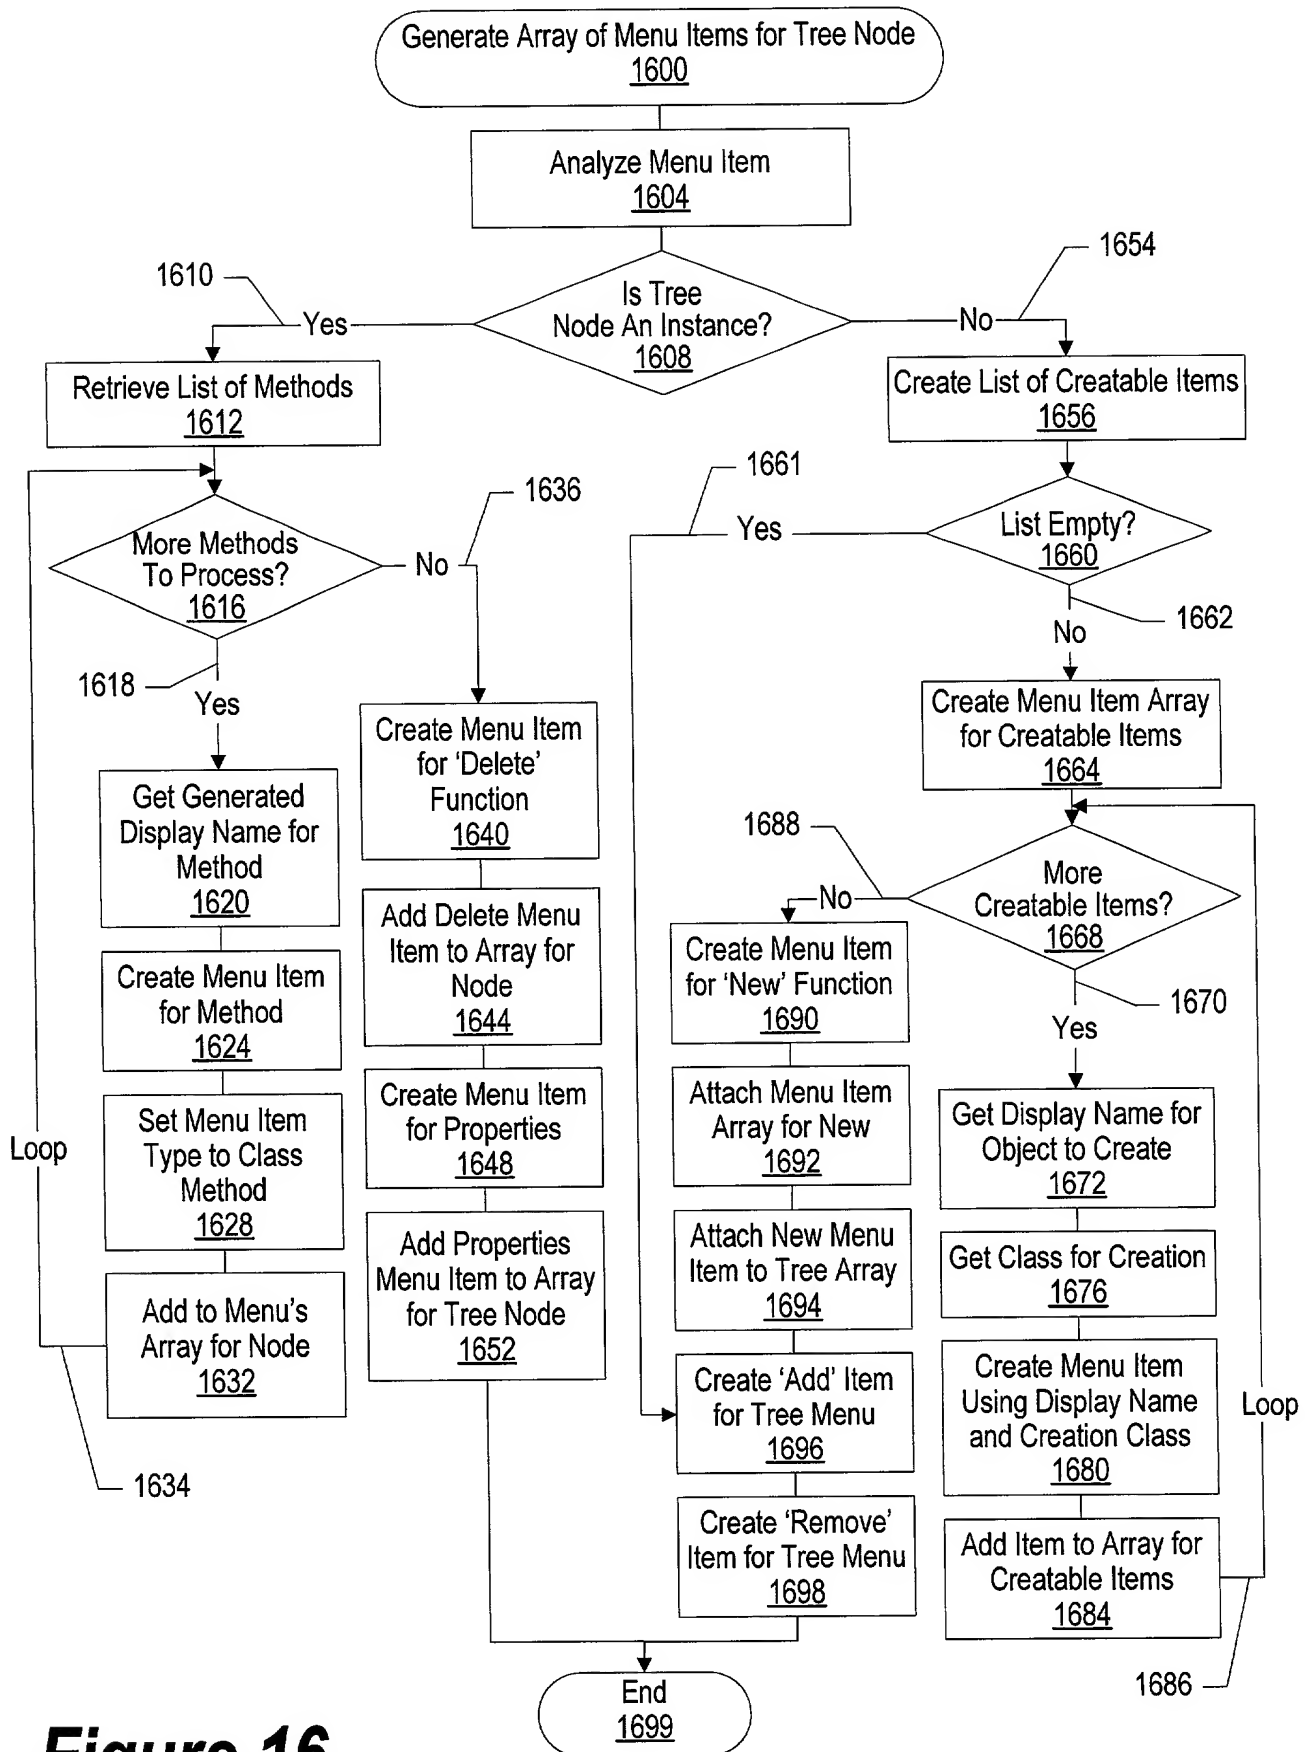 Generate Array of Menu Items for Tree Node
1600
Analyze Menu Item
1604
Is Tree
Node An Instance?
1608
1610
Yes
1654
No
Retrieve List of Methods
1612
More Methods
To Process?
1616
1636
No
1618
Yes
Get Generated
Display Name for
Method
1620
Create Menu Item
for Method
1624
Set Menu Item
Type to Class
Method
1628
Add to Menu's
Array for Node
1632
Loop
1634
Create Menu Item
for 'Delete'
Function
1640
Add Delete Menu
Item to Array for
Node
1644
Create Menu Item
for Properties
1648
Add Properties
Menu Item to Array
for Tree Node
1652
Create List of Creatable Items
1656
List Empty?
1660
1661
Yes
1662
No
Create Menu Item Array
for Creatable Items
1664
More
Creatable Items?
1668
1688
No
1670
Yes
Create Menu Item
for 'New' Function
1690
Attach Menu Item
Array for New
1692
Attach New Menu
Item to Tree Array
1694
Create 'Add' Item
for Tree Menu
1696
Create 'Remove'
Item for Tree Menu
1698
Get Display Name for
Object to Create
1672
Get Class for Creation
1676
Create Menu Item
Using Display Name
and Creation Class
1680
Add Item to Array for
Creatable Items
1684
Loop
1686
End
1699
Figure 16